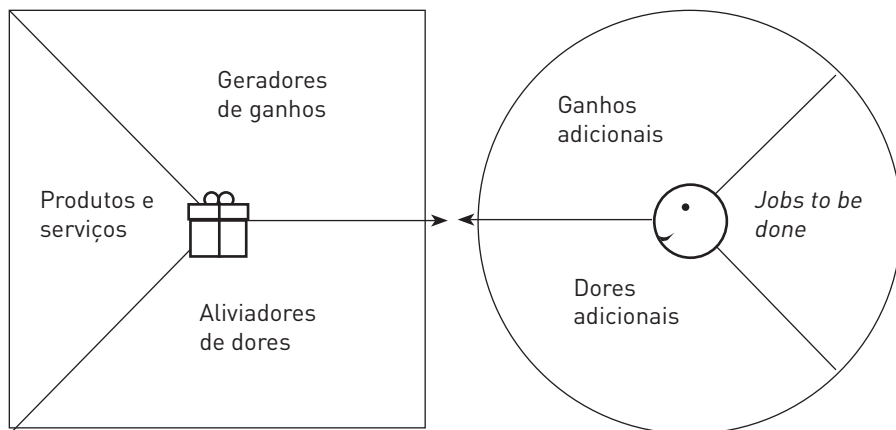 Geradores
de ganhos
Produtos e
serviços
Aliviadores
de dores
Ganhos
adicionais
Jobs to be
done
Dores
adicionais